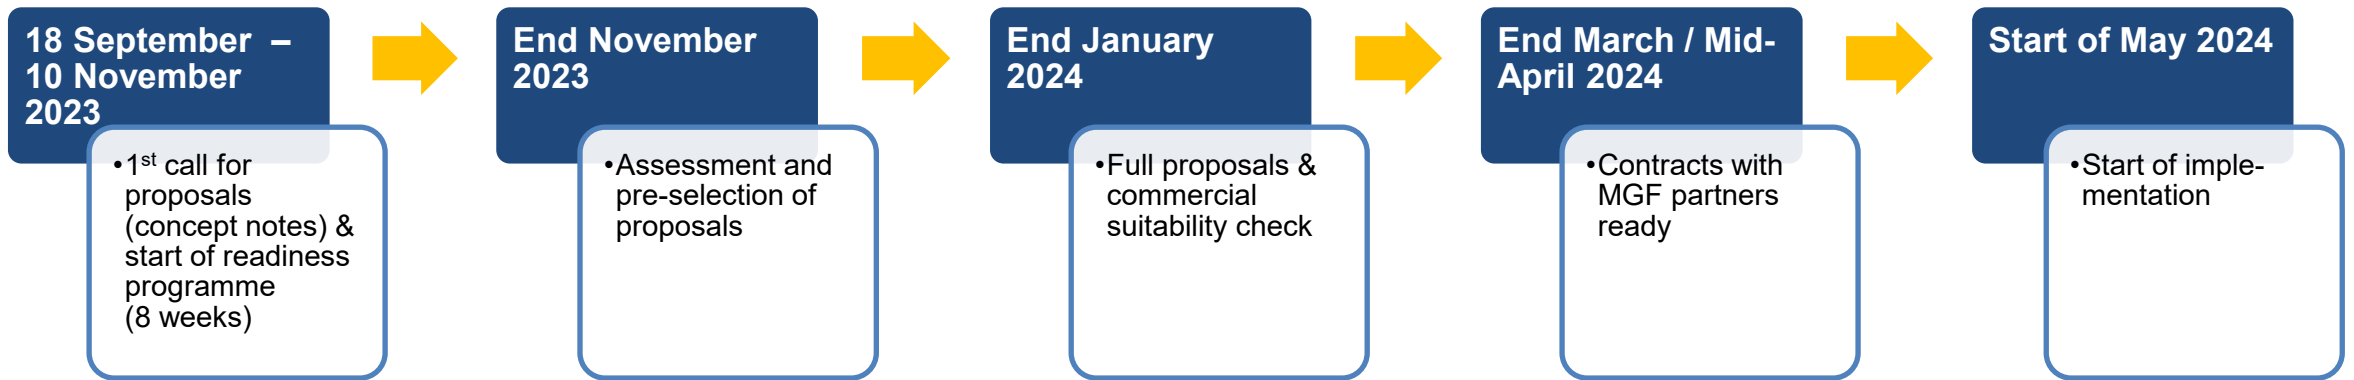 18 September –
10 November
2023
•1st call for
proposals
(concept notes) &
start of readiness
programme
(8 weeks)
End November
2023
•Assessment and
pre-selection of
proposals
End January
2024
•Full proposals &
commercial
suitability check
End March / Mid-
April 2024
•Contracts with
MGF partners
ready
Start of May 2024
•Start of imple-
mentation